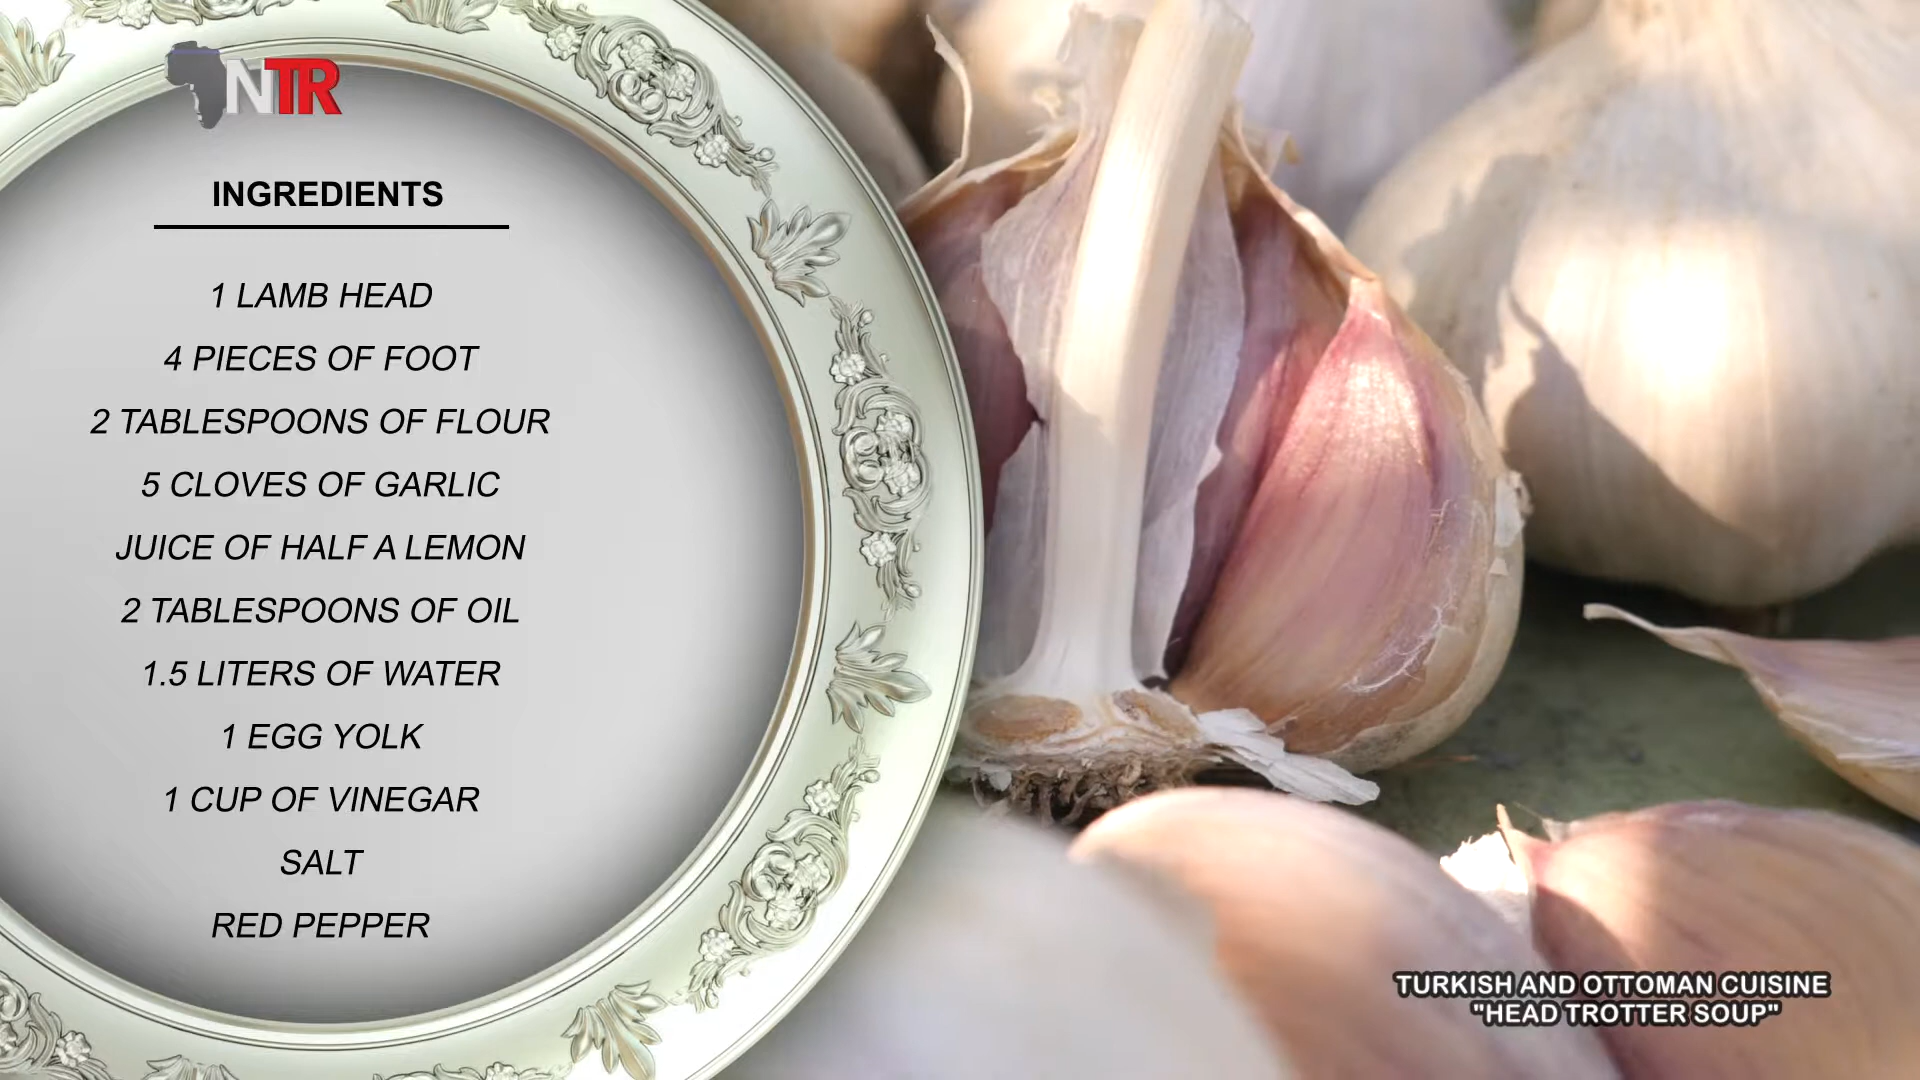 NTR
INGREDIENTS
1 LAMB HEAD
4 PIECES OF FOOT
2 TABLESPOONS OF FLOUR
5 CLOVES OF GARLIC
JUICE OF HALF A LEMON
2 TABLESPOONS OF OIL
1.5 LITERS OF WATER
1 EGG YOLK
1 CUP OF VINEGAR
SALT
RED PEPPER
TURKISH AND OTTOMAN CUISINE
"HEAD TROTTER SOUP"